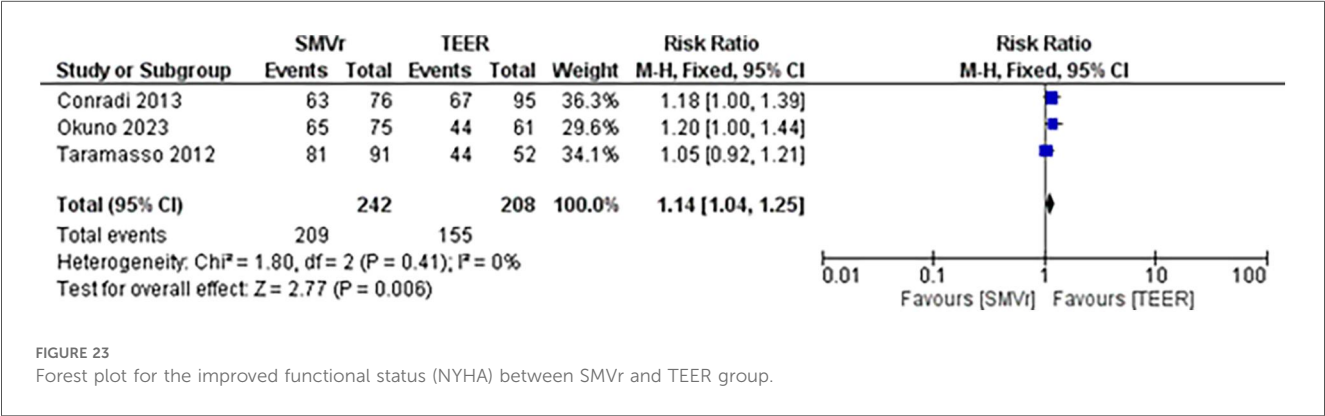 SMVr TEER Risk Ratio Risk Ratio
Study or Subgroup Events Total Events Total Weight M-H, Fixed, 95% CI M-H, Fixed, 95% CI
Conradi 2013 63 76 67 95 36.3% 1.18 [1.00, 1.39]
Okuno 2023 65 75 44 61 29.6% 1.20 [1.00, 1.44]
Taramasso 2012 81 91 44 52 34.1% 1.05 [0.92, 1.21]
Total (95% CI) 242 208 100.0% 1.14 [1.04, 1.25]
Total events 209 155
Heterogeneity: Chi² = 1.80, df = 2 (P = 0.41); I² = 0%
Test for overall effect: Z = 2.77 (P = 0.006)
0.01 0.1 1 10 100
Favours [SMVr] Favours [TEER]
FIGURE 23
Forest plot for the improved functional status (NYHA) between SMVr and TEER group.